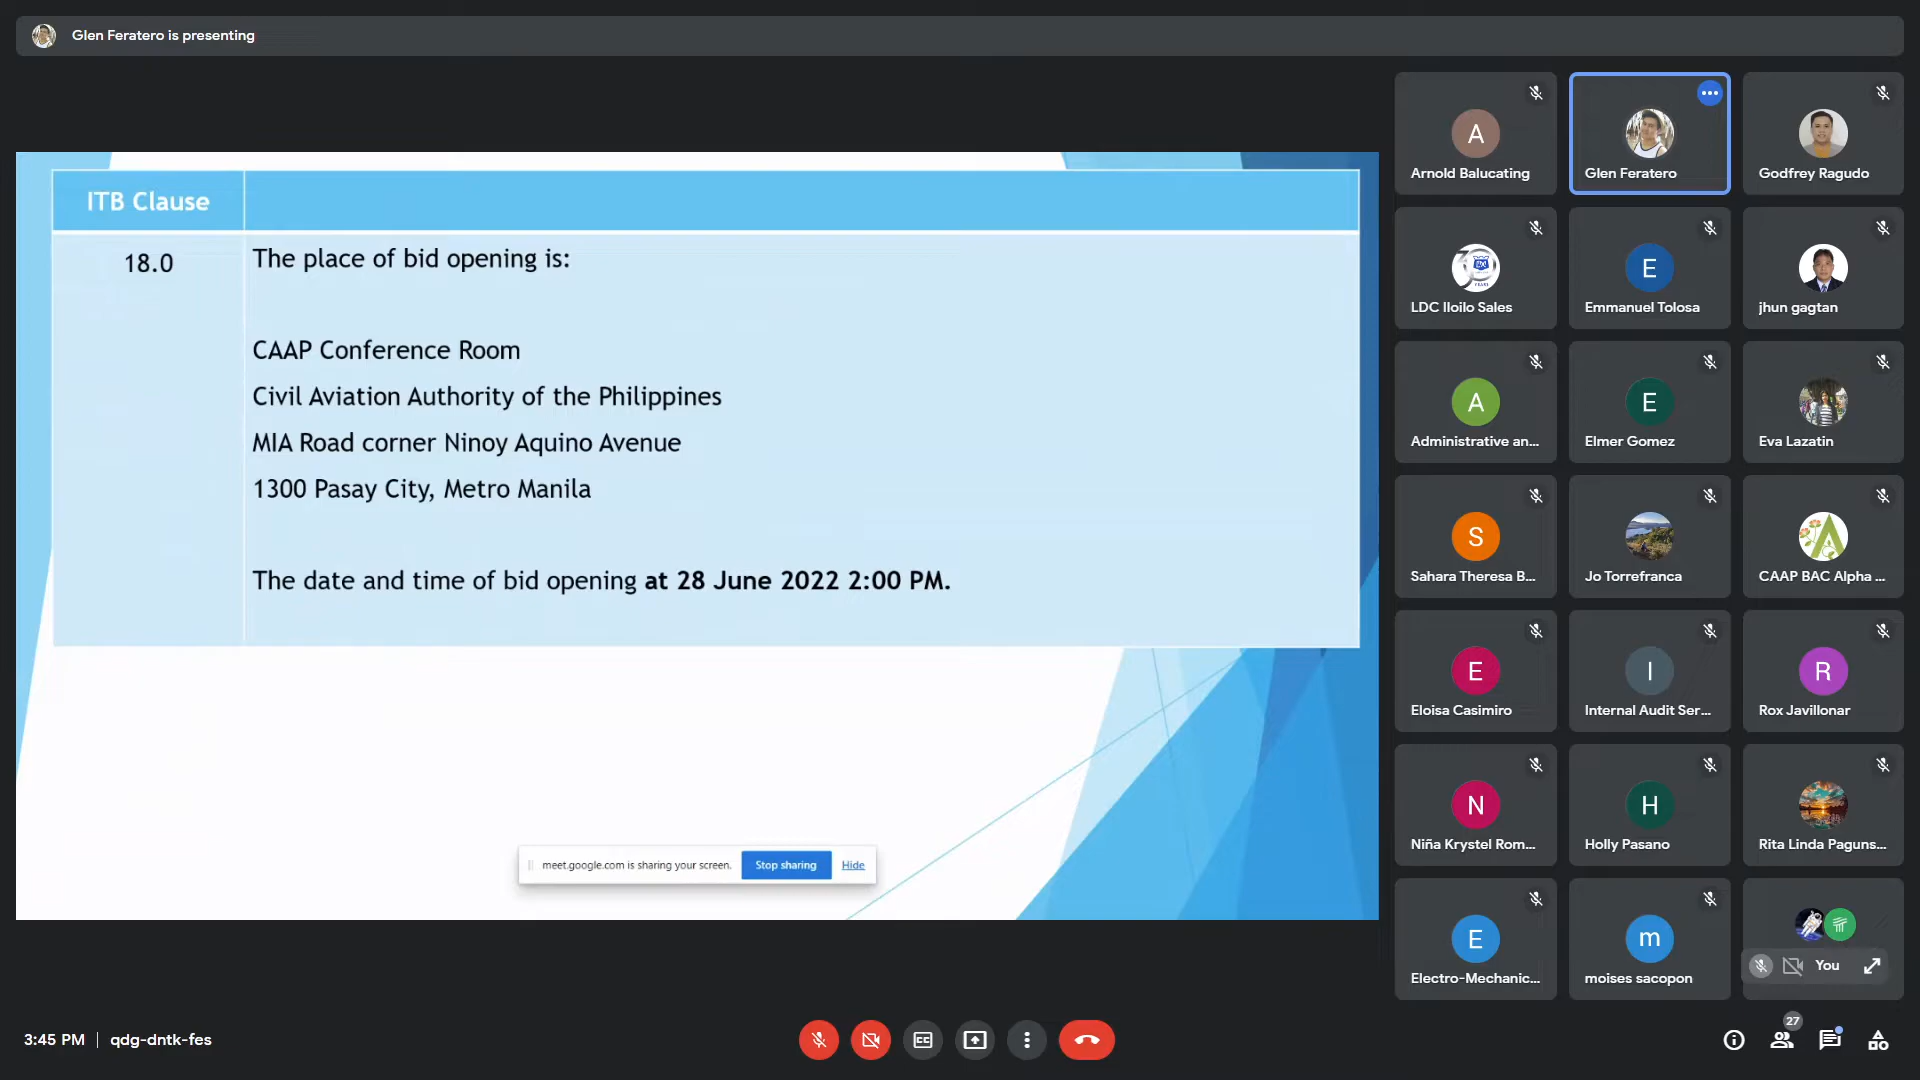 Glen Feratero is presenting
ITB Clause
18.0
The place of bid opening is:
CAAP Conference Room
Civil Aviation Authority of the Philippines
MIA Road corner Ninoy Aquino Avenue
1300 Pasay City, Metro Manila
The date and time of bid opening at 28 June 2022 2:00 PM.
meet.google.com is sharing your screen.
Stop sharing
Hide
A
Arnold Balucating
Glen Feratero
Godfrey Ragudo
LDC Iloilo Sales
E
Emmanuel Tolosa
jhun gagtan
A
Administrative an...
E
Elmer Gomez
Eva Lazatin
S
Sahara Theresa B...
Jo Torrefranca
CAAP BAC Alpha ...
E
Eloisa Casimiro
I
Internal Audit Ser...
R
Rox Javillonar
N
Niña Krystel Rom...
H
Holly Pasano
Rita Linda Paguns...
E
Electro-Mechanic...
m
moises sacopon
You
3:45 PM | qdg-dntk-fes
CC
27